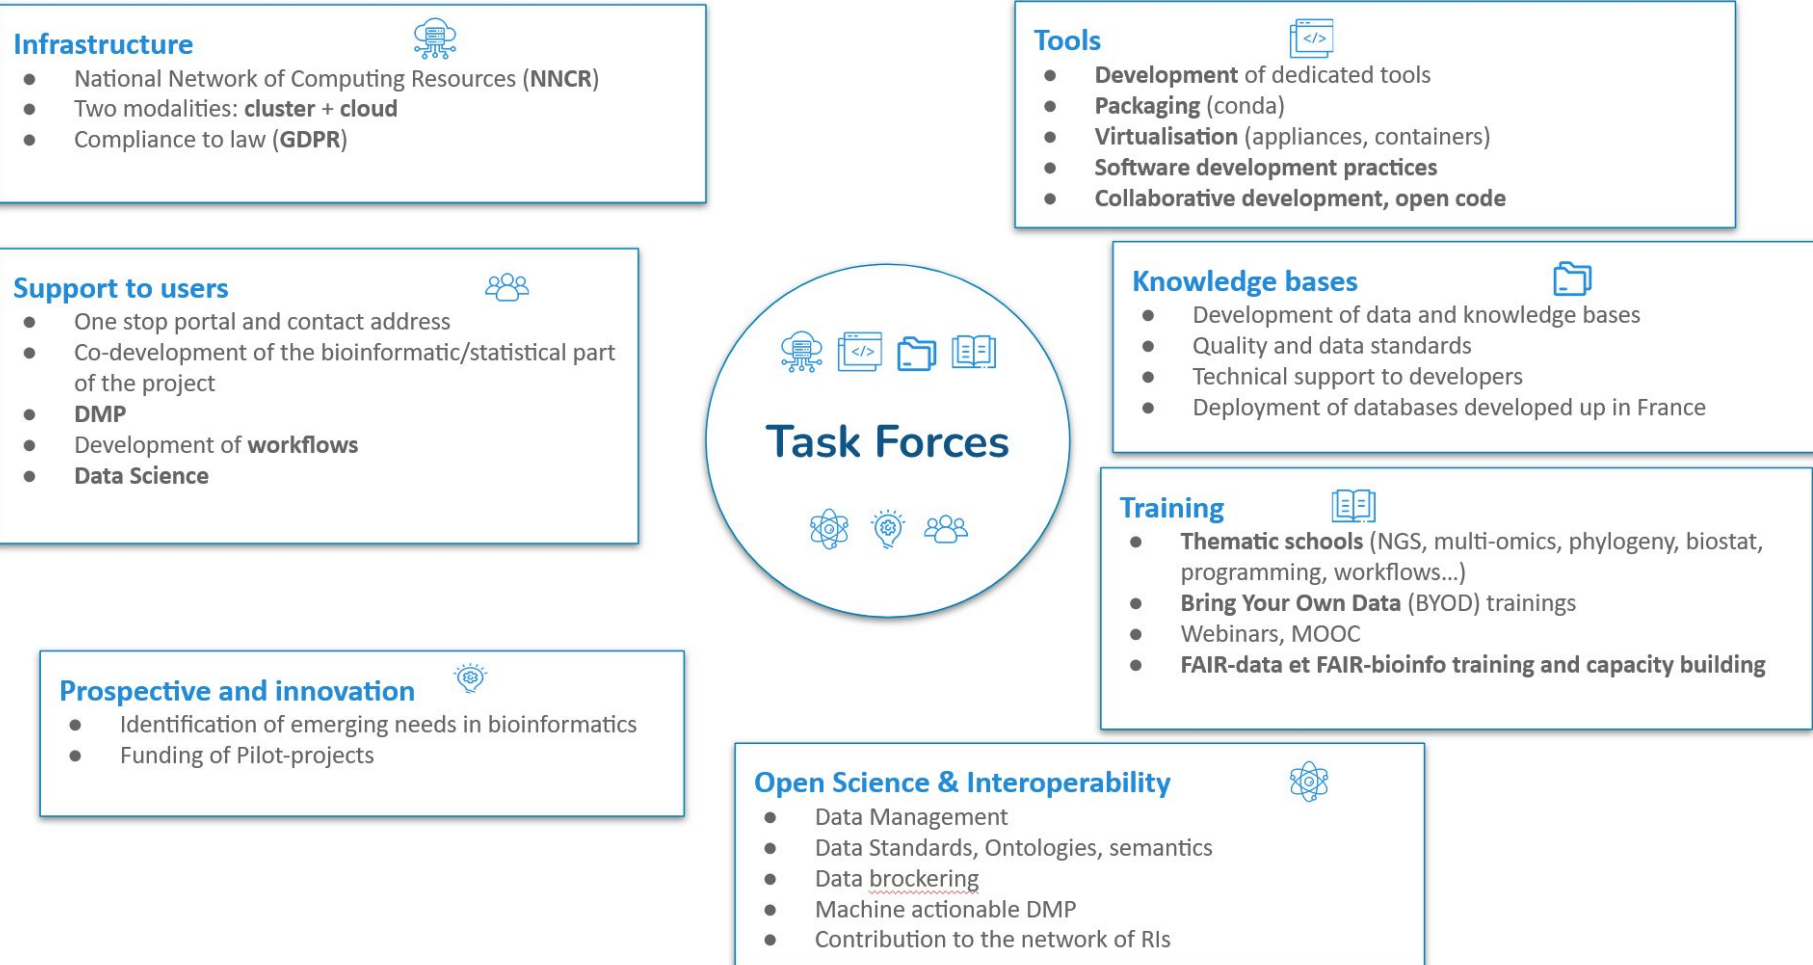 Infrastructure
● National Network of Computing Resources (NNCR)
● Two modalities: cluster + cloud
● Compliance to law (GDPR)
Tools
</>
● Development of dedicated tools
● Packaging (conda)
● Virtualisation (appliances, containers)
● Software development practices
● Collaborative development, open code
Support to users
● One stop portal and contact address
● Co-development of the bioinformatic/statistical part
of the project
● DMP
● Development of workflows
● Data Science
</>
Task Forces
Knowledge bases
● Development of data and knowledge bases
● Quality and data standards
● Technical support to developers
● Deployment of databases developed up in France
Training
● Thematic schools (NGS, multi-omics, phylogeny, biostat,
programming, workflows...)
● Bring Your Own Data (BYOD) trainings
● Webinars, MOOC
● FAIR-data et FAIR-bioinfo training and capacity building
Prospective and innovation
● Identification of emerging needs in bioinformatics
● Funding of Pilot-projects
Open Science & Interoperability
● Data Management
● Data Standards, Ontologies, semantics
● Data brockering
● Machine actionable DMP
● Contribution to the network of RIs